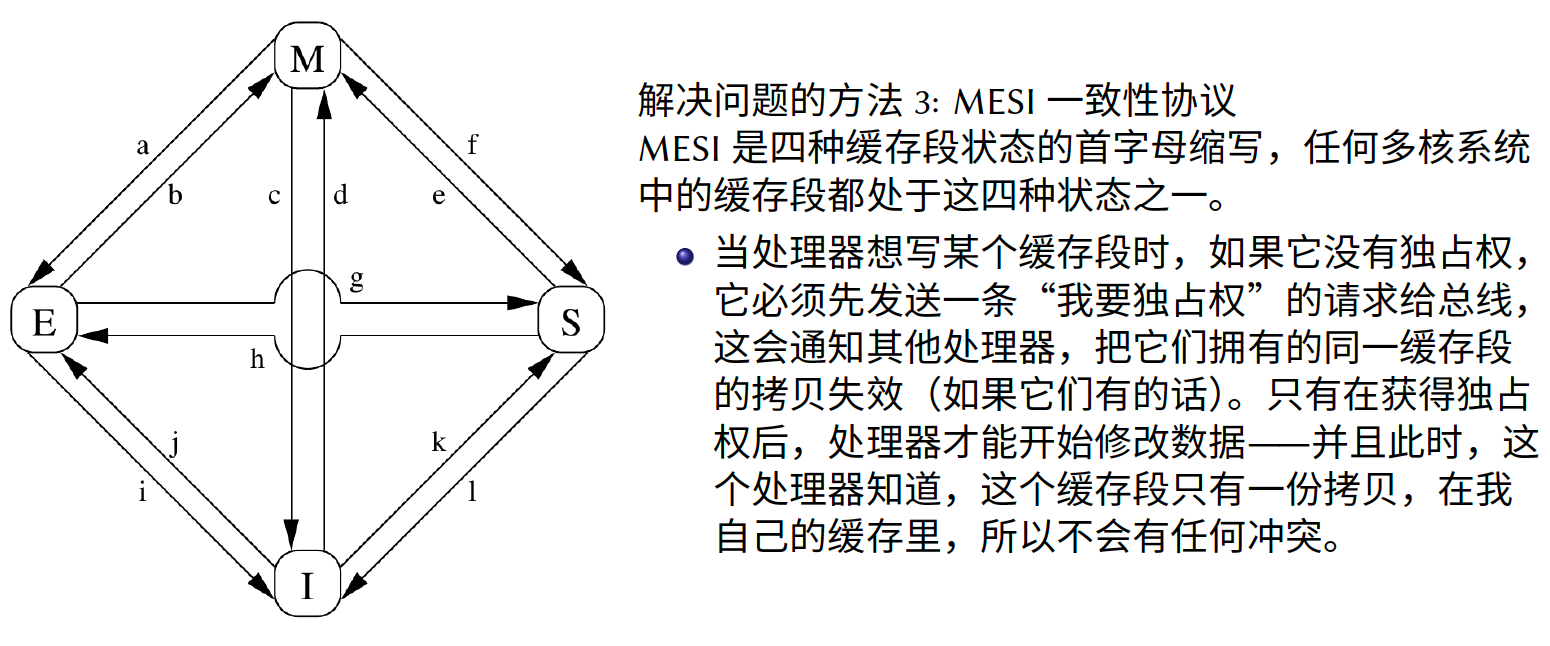 M
a
f
b
c
d
e
g
E
S
h
j
k
i
l
I
解决问题的方法 3: MESI 一致性协议
MESI 是四种缓存段状态的首字母缩写，任何多核系统
中的缓存段都处于这四种状态之一。
当处理器想写某个缓存段时，如果它没有独占权，
它必须先发送一条“我要独占权”的请求给总线，
这会通知其他处理器，把它们拥有的同一缓存段
的拷贝失效（如果它们有的话）。只有在获得独占
权后，处理器才能开始修改数据——并且此时，这
个处理器知道，这个缓存段只有一份拷贝，在我
自己的缓存里，所以不会有任何冲突。